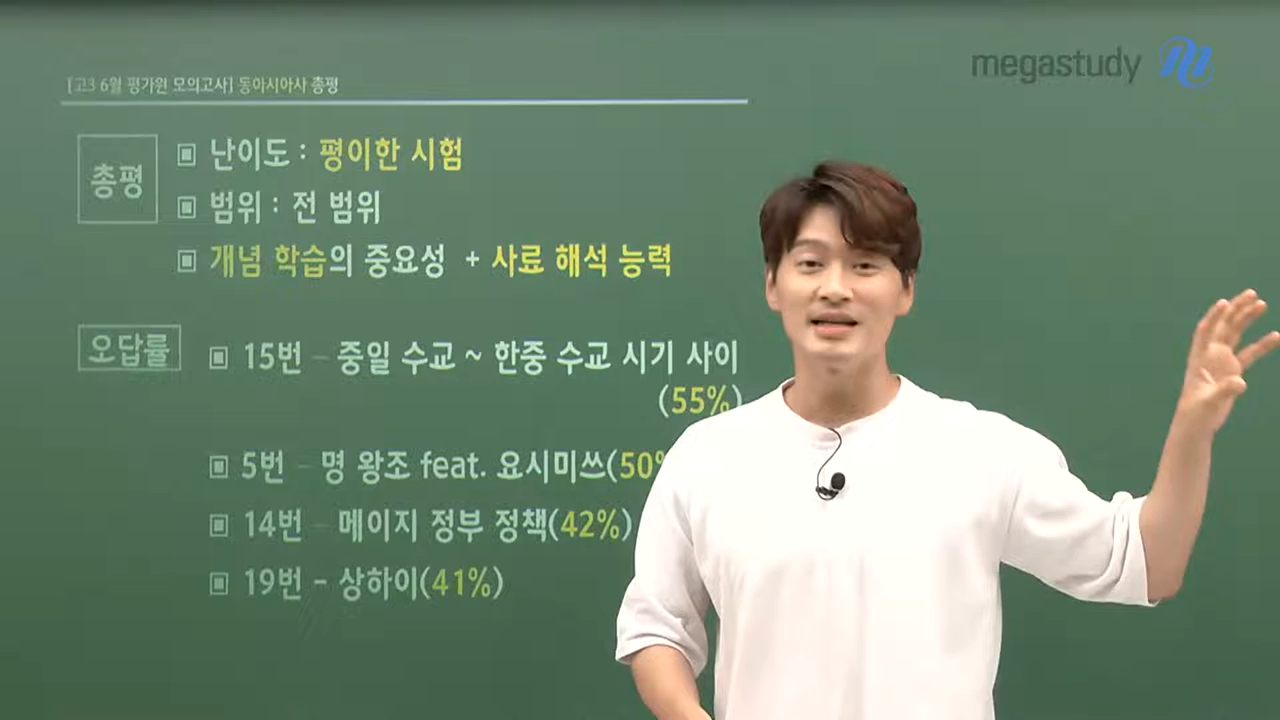 megastudy
[고3 6월 평가원 모의고사] 동아시아사 총평
총평
▣ 난이도 : 평이한 시험
▣ 범위 : 전 범위
▣ 개념 학습의 중요성 + 사료 해석 능력
오답률
▣ 15번 – 중일 수교 ~ 한중 수교 시기 사이
(55%)
▣ 5번 – 명 왕조 feat. 요시미쓰(50%
▣ 14번 – 메이지 정부 정책(42%)
▣ 19번 - 상하이(41%)